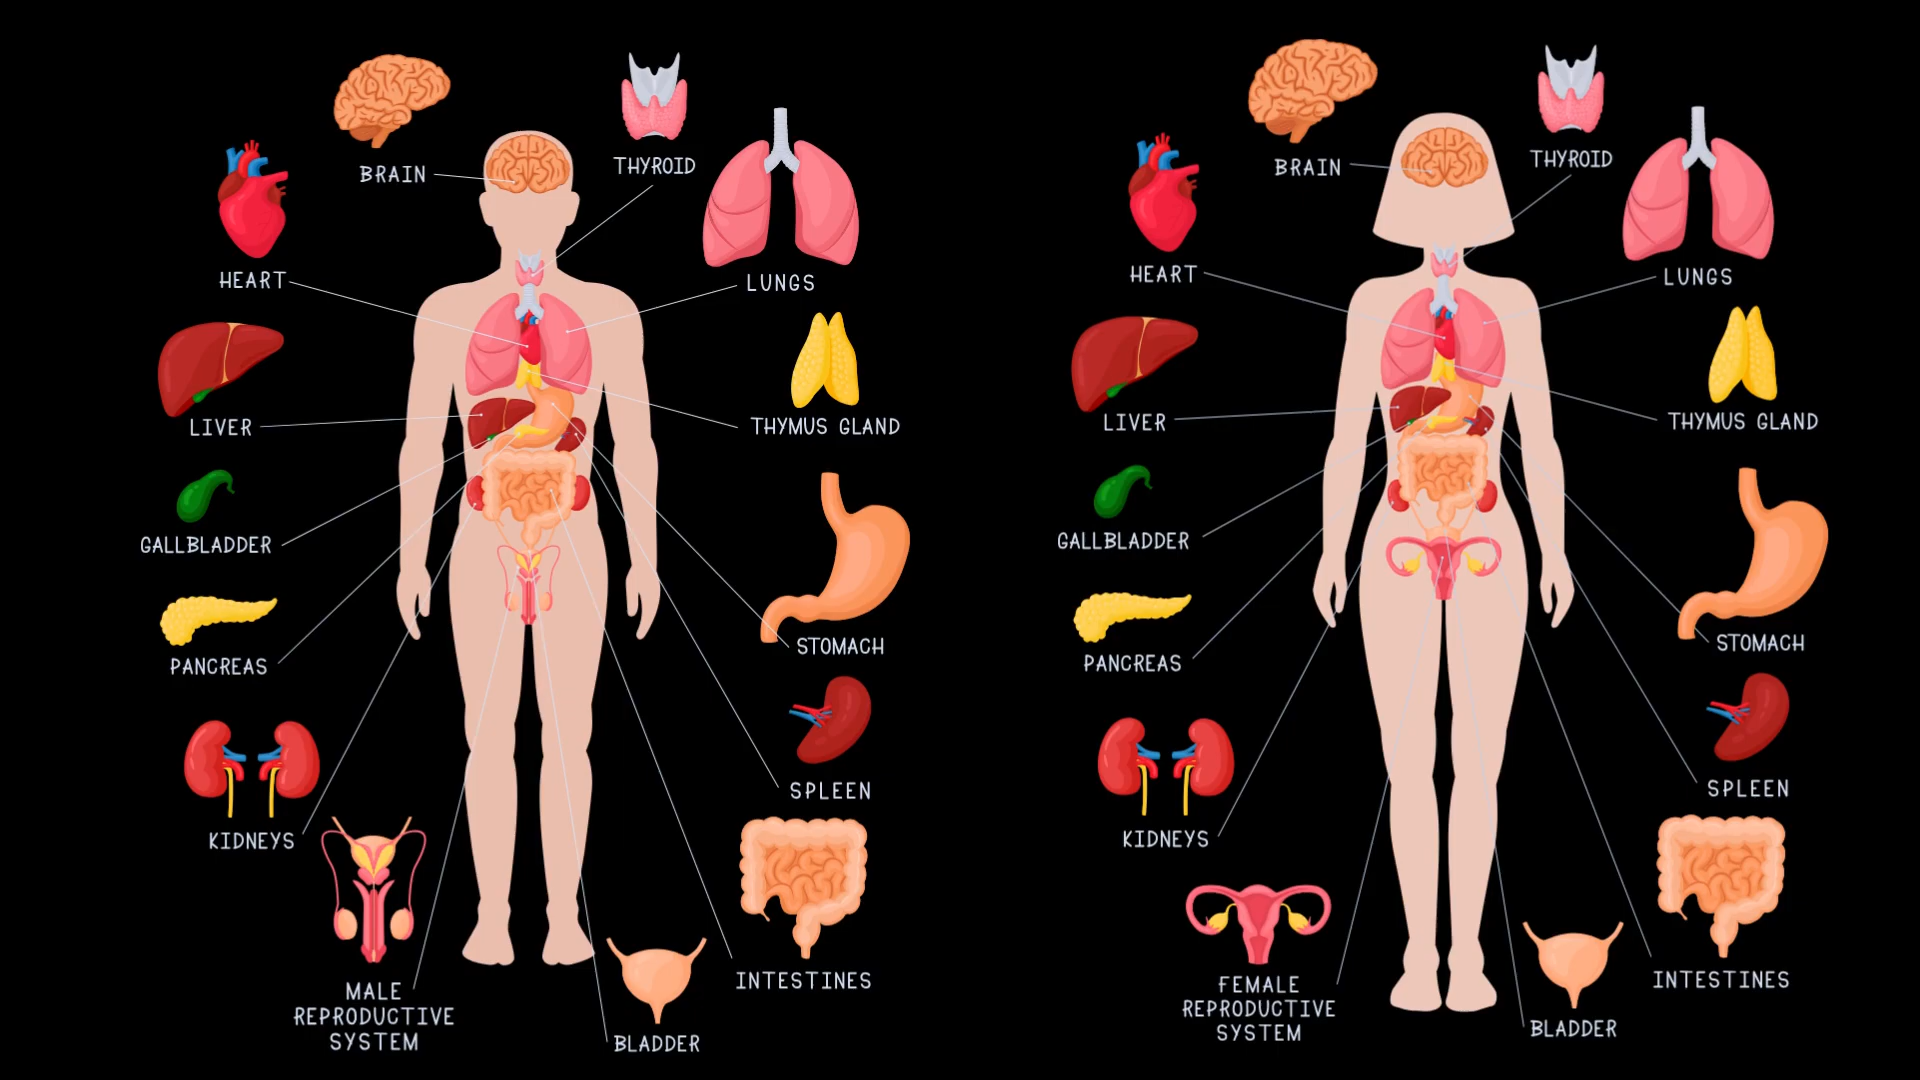 BRAIN
THYROID
HEART
LUNGS
LIVER
THYMUS GLAND
GALLBLADDER
PANCREAS
STOMACH
SPLEEN
KIDNEYS
INTESTINES
MALE
REPRODUCTIVE
SYSTEM
BLADDER
BRAIN
THYROID
HEART
LUNGS
LIVER
THYMUS GLAND
GALLBLADDER
PANCREAS
STOMACH
SPLEEN
KIDNEYS
INTESTINES
FEMALE
REPRODUCTIVE
SYSTEM
BLADDER